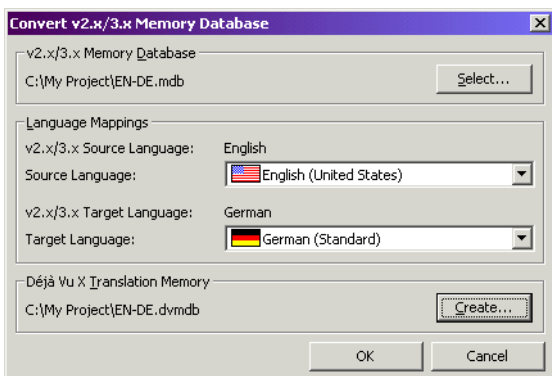 Convert v2.x/3.x Memory Database
v2.x/3.x Memory Database
C:\My Project\EN-DE.mdb
Select...
Language Mappings
v2.x/3.x Source Language: English
Source Language: English (United States)
v2.x/3.x Target Language: German
Target Language: German (Standard)
Déjà Vu X Translation Memory
C:\My Project\EN-DE.dvmdb
Create...
OK Cancel